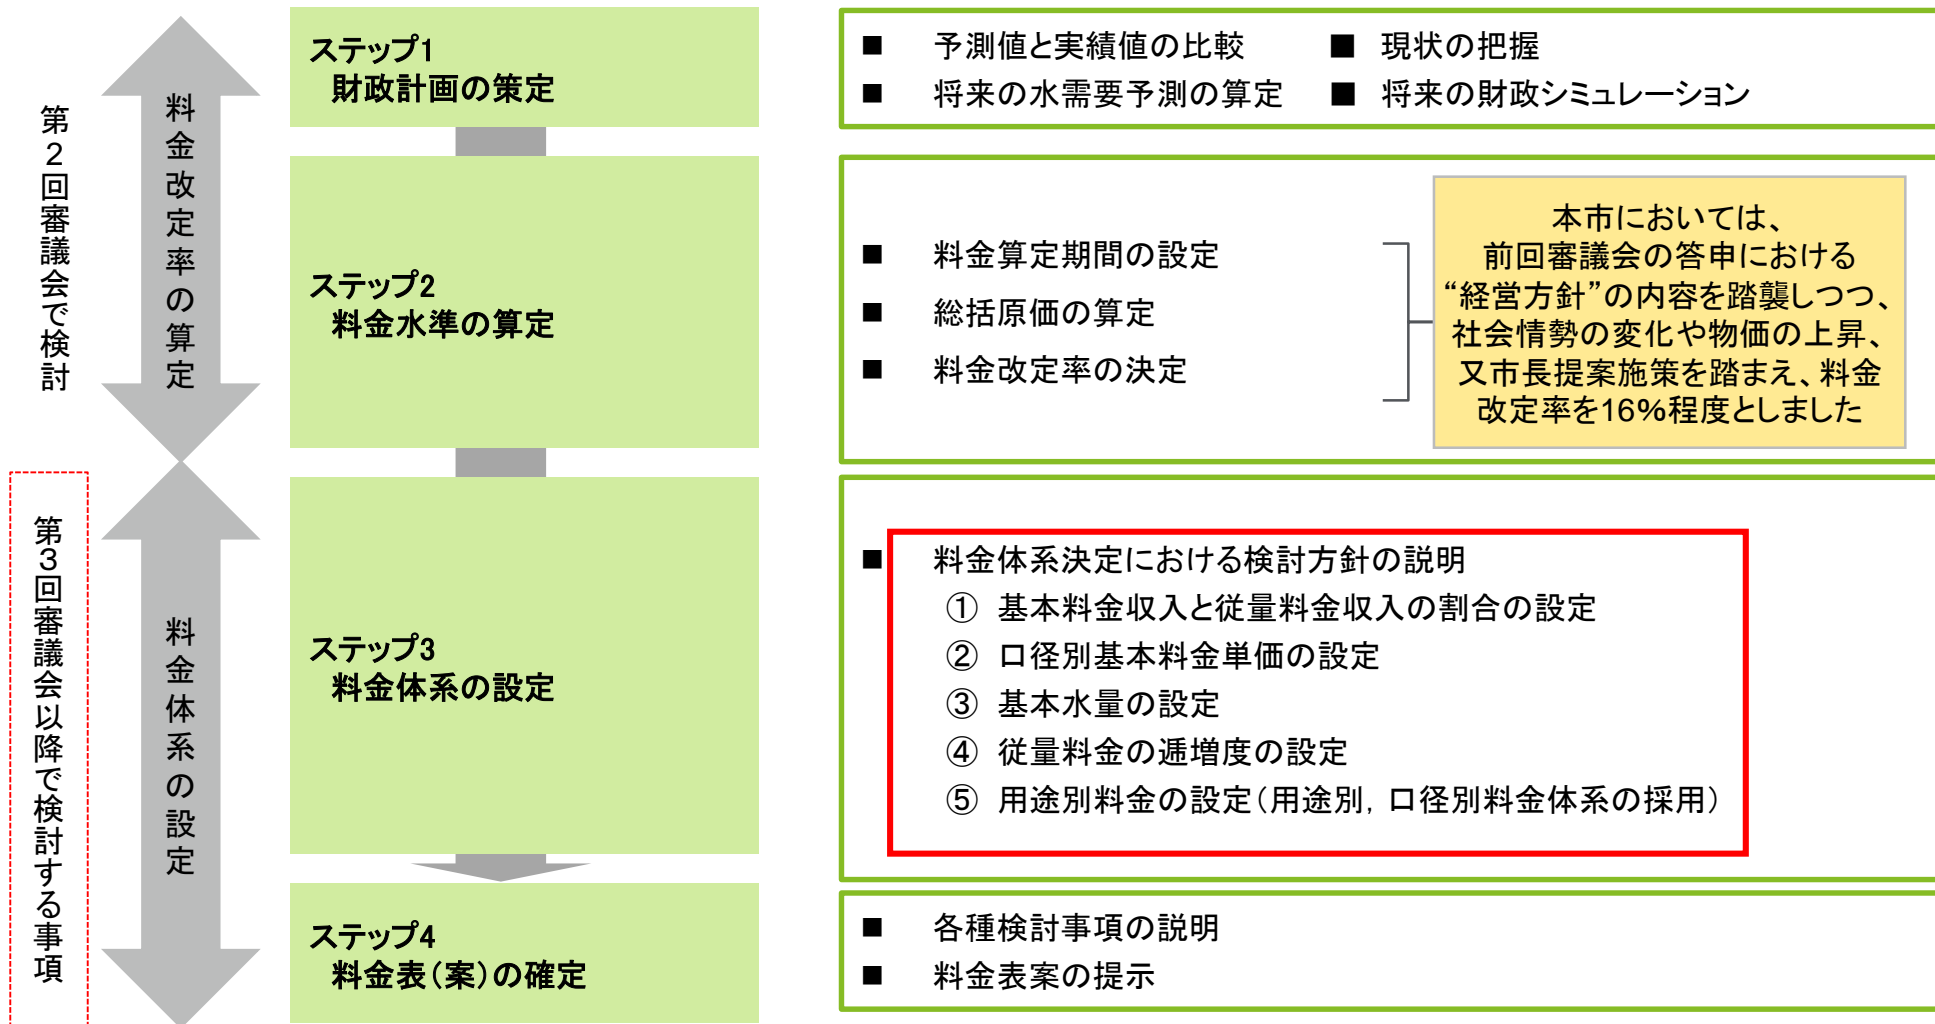 第２回審議会で検討
料金改定率の算定
ステップ1
財政計画の策定
■ 予測値と実績値の比較
■ 現状の把握
■ 将来の水需要予測の算定
■ 将来の財政シミュレーション
ステップ2
料金水準の算定
■ 料金算定期間の設定
■ 総括原価の算定
■ 料金改定率の決定
本市においては、
前回審議会の答申における
“経営方針”の内容を踏襲しつつ、
社会情勢の変化や物価の上昇、
又市長提案施策を踏まえ、料金
改定率を16%程度としました
第３回審議会以降で検討する事項
料金体系の設定
ステップ3
料金体系の設定
■ 料金体系決定における検討方針の説明
① 基本料金収入と従量料金収入の割合の設定
② 口径別基本料金単価の設定
③ 基本水量の設定
④ 従量料金の逓増度の設定
⑤ 用途別料金の設定（用途別，口径別料金体系の採用）
ステップ4
料金表（案）の確定
■ 各種検討事項の説明
■ 料金表案の提示